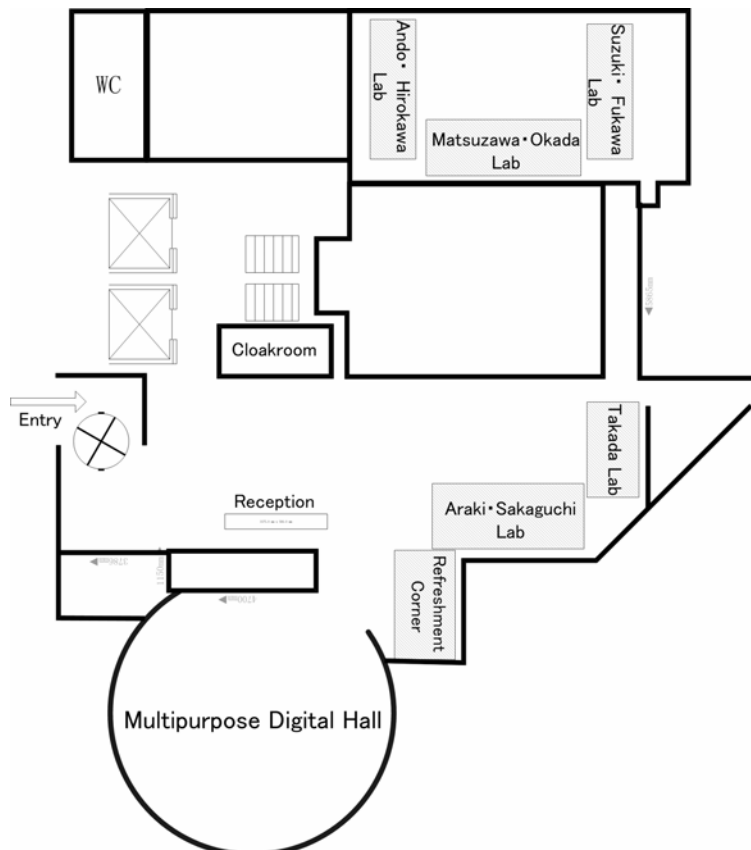 WC
Ando・ Hirokawa
Lab
Suzuki・ Fukawa
Lab
Matsuzawa・Okada
Lab
Cloakroom
Entry
Takada Lab
Reception
Araki・Sakaguchi
Lab
Refreshment
Corner
4700mm
Multipurpose Digital Hall